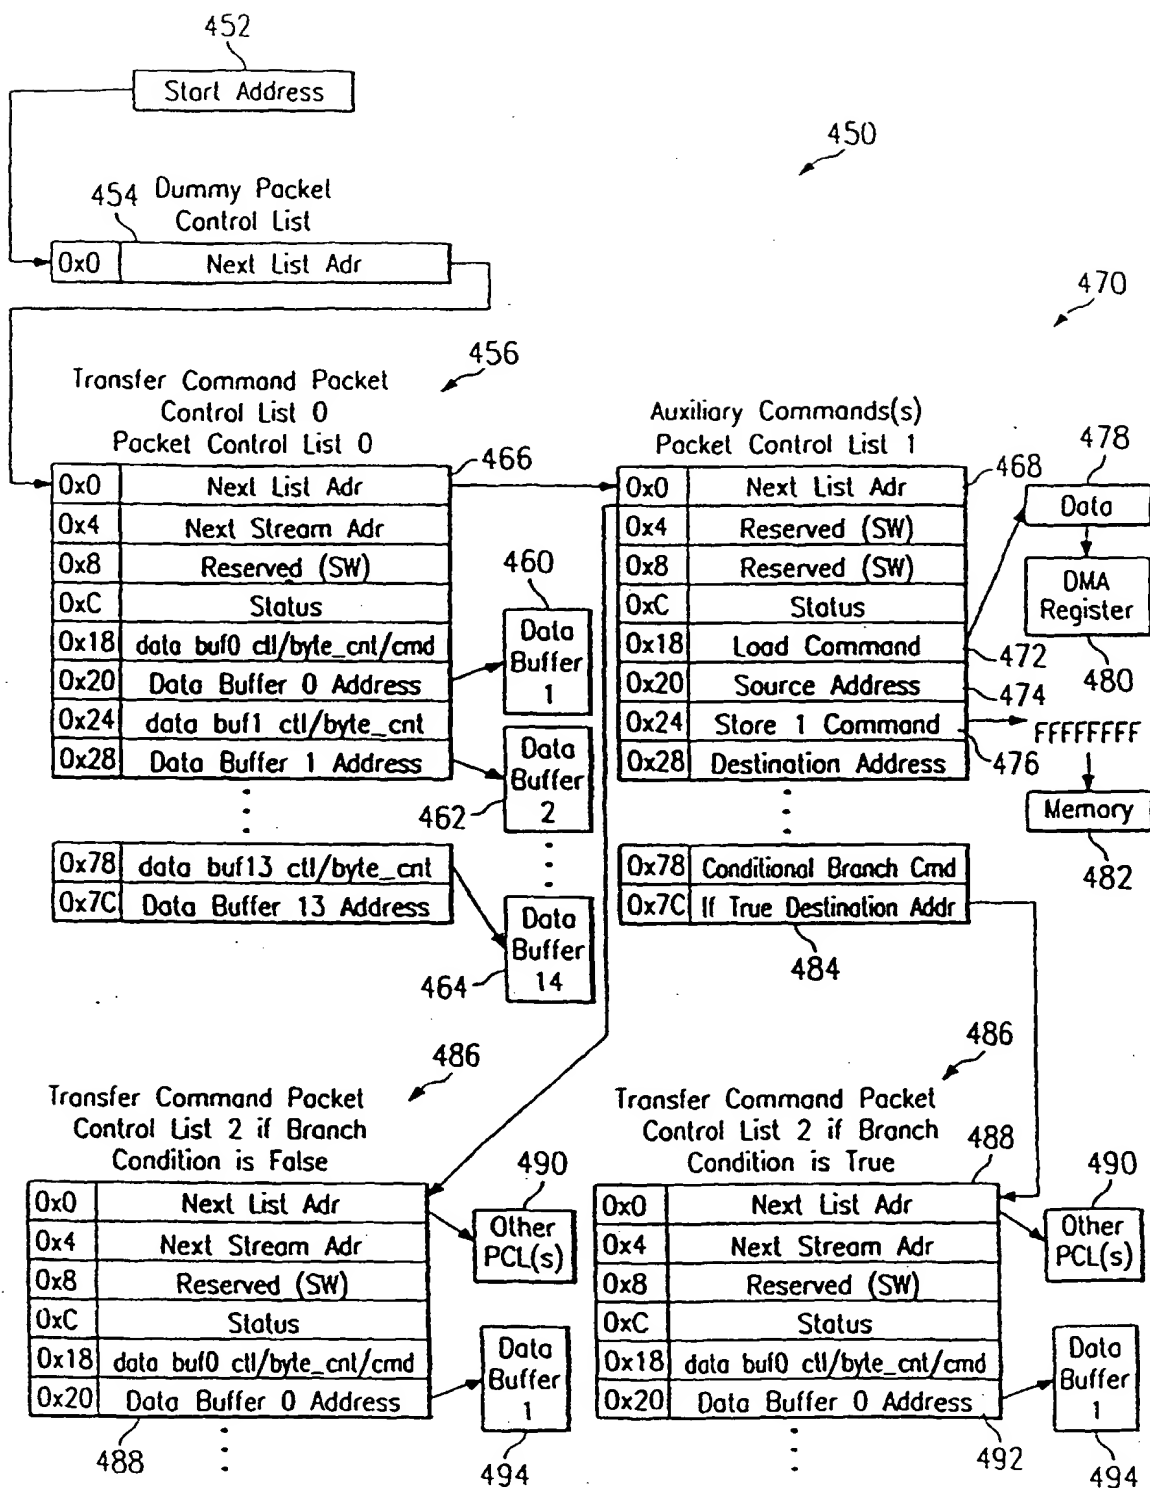 452
Start Address
450
454
Dummy Packet
Control List
0x0 Next List Adr
470
456
Transfer Command Packet
Control List 0
Packet Control List 0
466
0x0 Next List Adr
0x4 Next Stream Adr
0x8 Reserved (SW)
0xC Status
0x18 data buf0 ctl/byte_cnt/cmd
0x20 Data Buffer 0 Address
0x24 data buf1 ctl/byte_cnt
0x28 Data Buffer 1 Address
0x78 data buf13 ctl/byte_cnt
0x7C Data Buffer 13 Address
460
Data
Buffer
1
462
Data
Buffer
2
464
Data
Buffer
14
Auxiliary Commands(s)
Packet Control List 1
468
0x0 Next List Adr
0x4 Reserved (SW)
0x8 Reserved (SW)
0xC Status
0x18 Load Command
0x20 Source Address
0x24 Store 1 Command
0x28 Destination Address
0x78 Conditional Branch Cmd
0x7C If True Destination Addr
484
478
Data
DMA
Register
472
480
474
FFFFFFFF
476
Memory
482
486
Transfer Command Packet
Control List 2 if Branch
Condition is False
0x0 Next List Adr
0x4 Next Stream Adr
0x8 Reserved (SW)
0xC Status
0x18 data buf0 ctl/byte_cnt/cmd
0x20 Data Buffer 0 Address
488
490
Other
PCL(s)
Data
Buffer
1
494
486
Transfer Command Packet
Control List 2 if Branch
Condition is True
488
0x0 Next List Adr
0x4 Next Stream Adr
0x8 Reserved (SW)
0xC Status
0x18 data buf0 ctl/byte_cnt/cmd
0x20 Data Buffer 0 Address
492
490
Other
PCL(s)
Data
Buffer
1
494